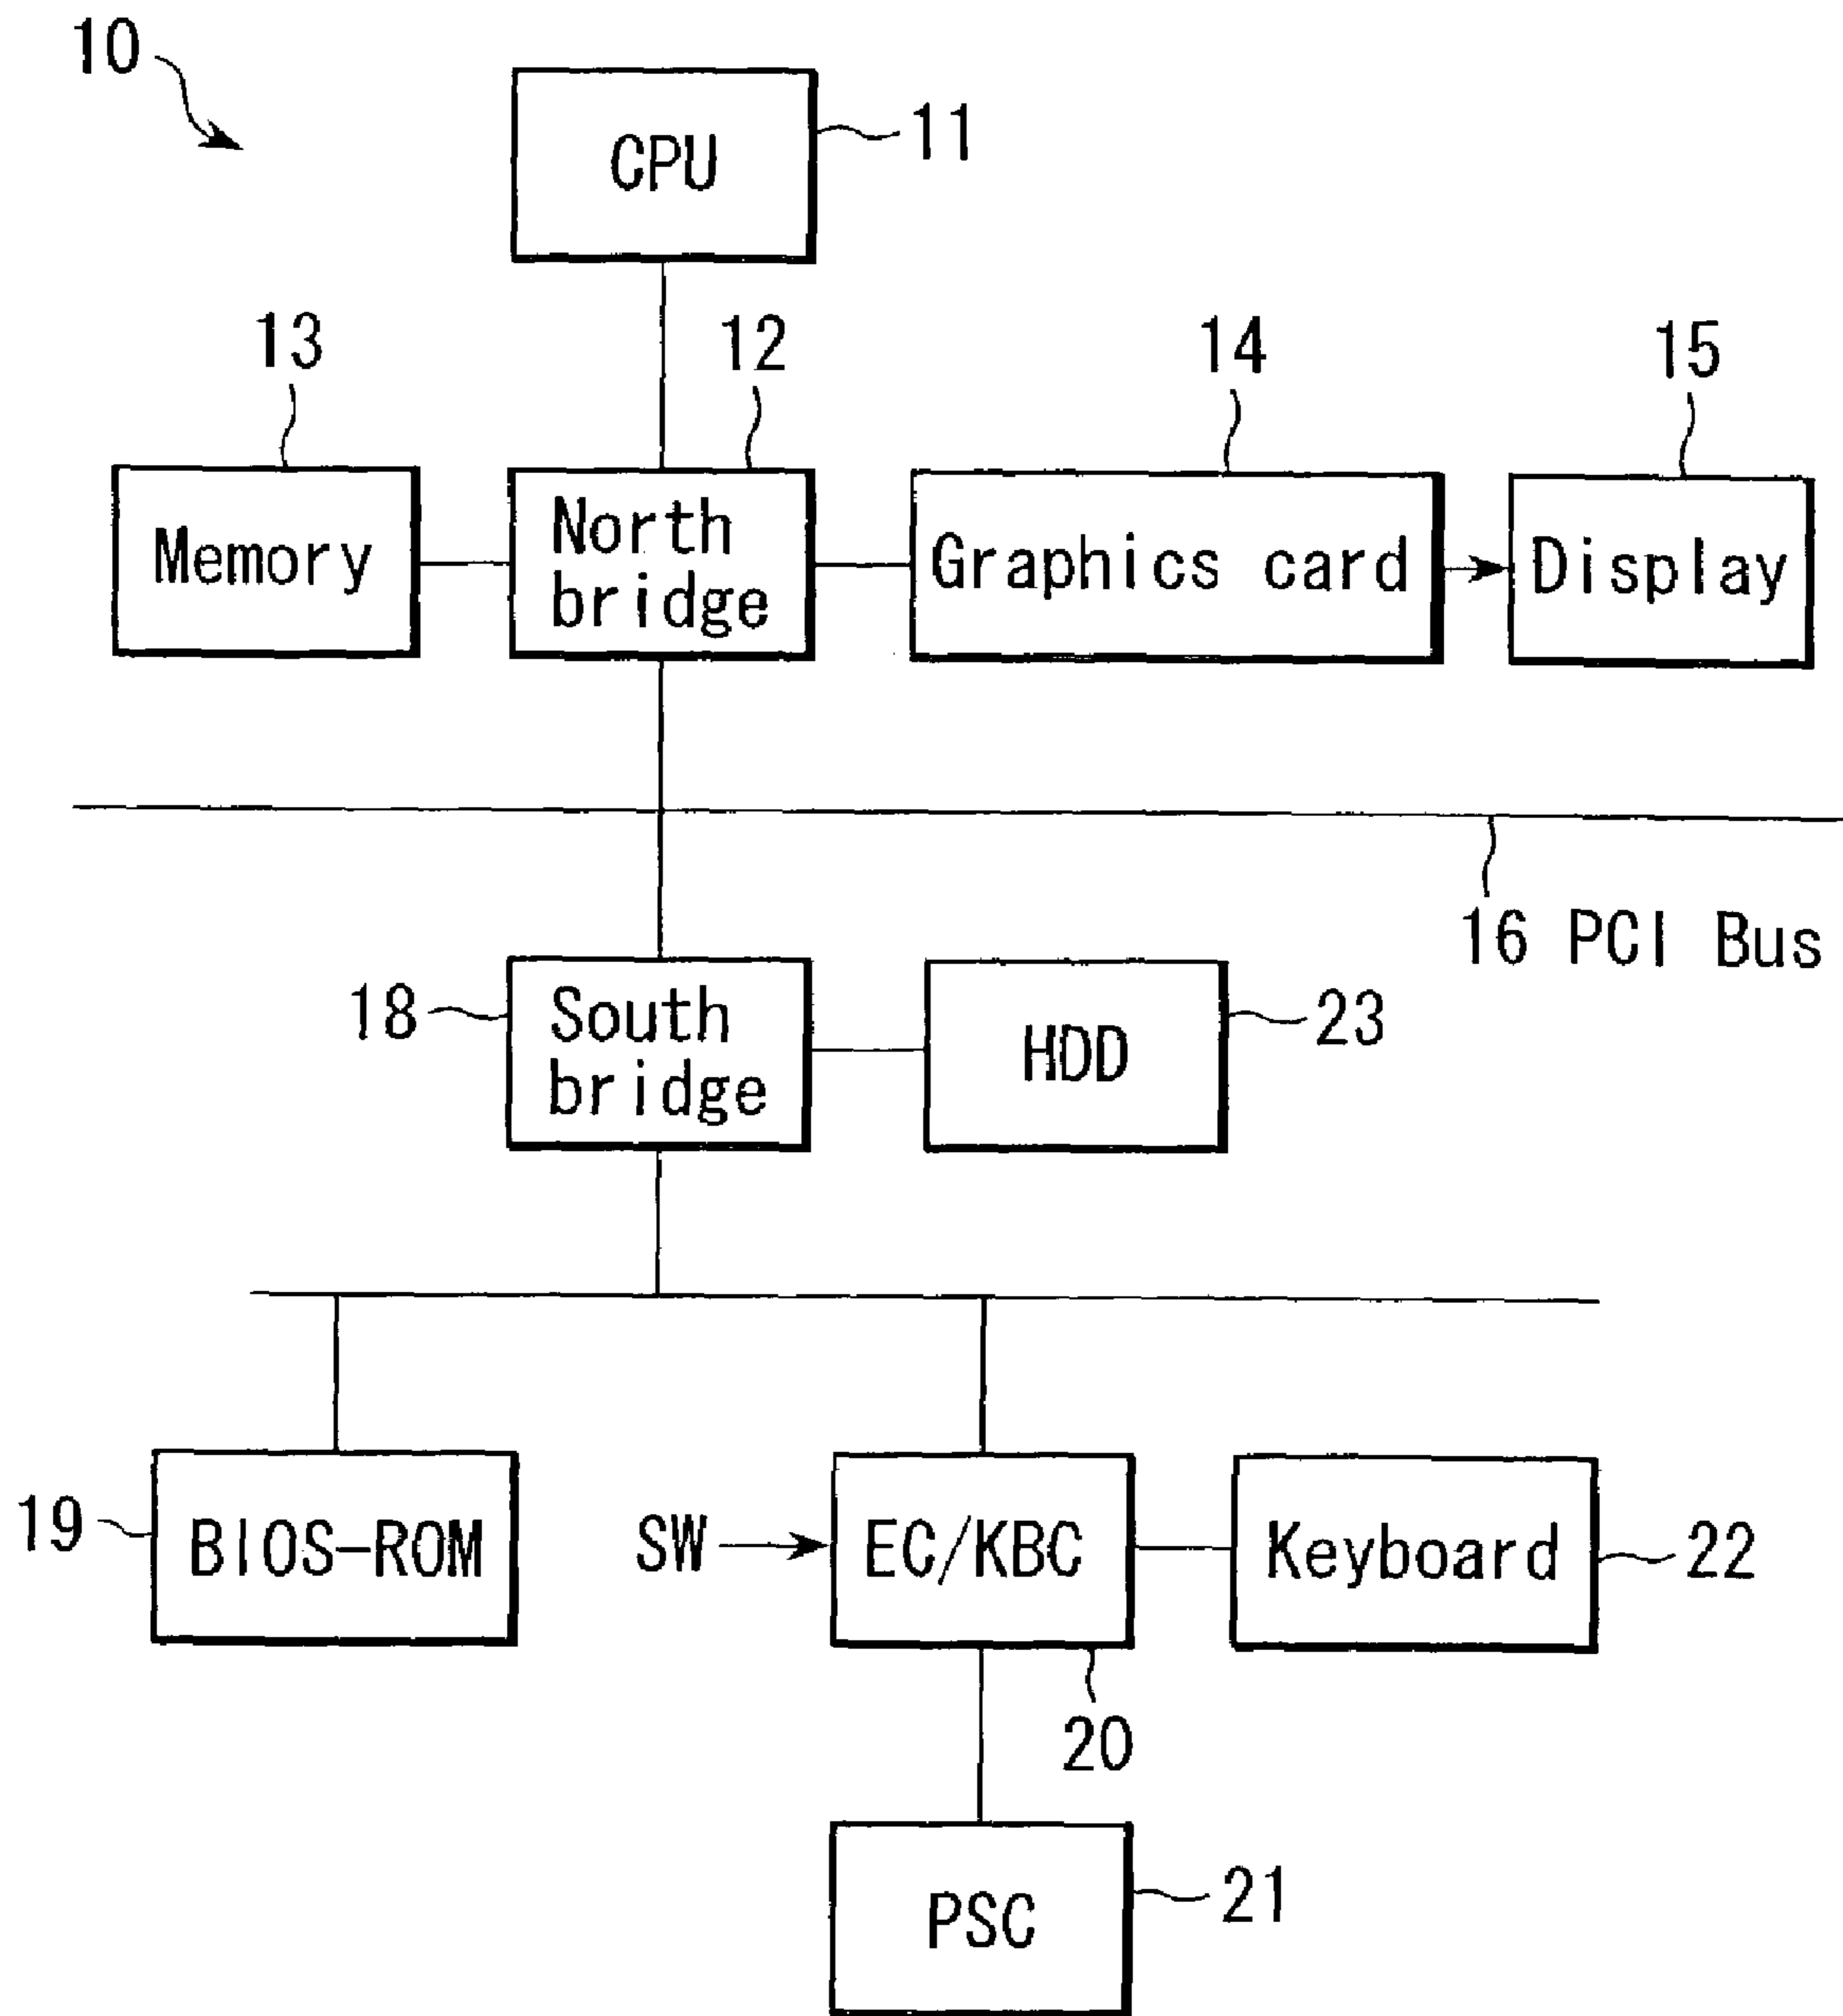 10
CPU
11
13
12
14
15
Memory
North
bridge
Graphics card
Display
16 PCI Bus
18
South
bridge
HDD
23
19
BIOS-ROM
SW
EC/KBC
Keyboard
22
20
PSC
21